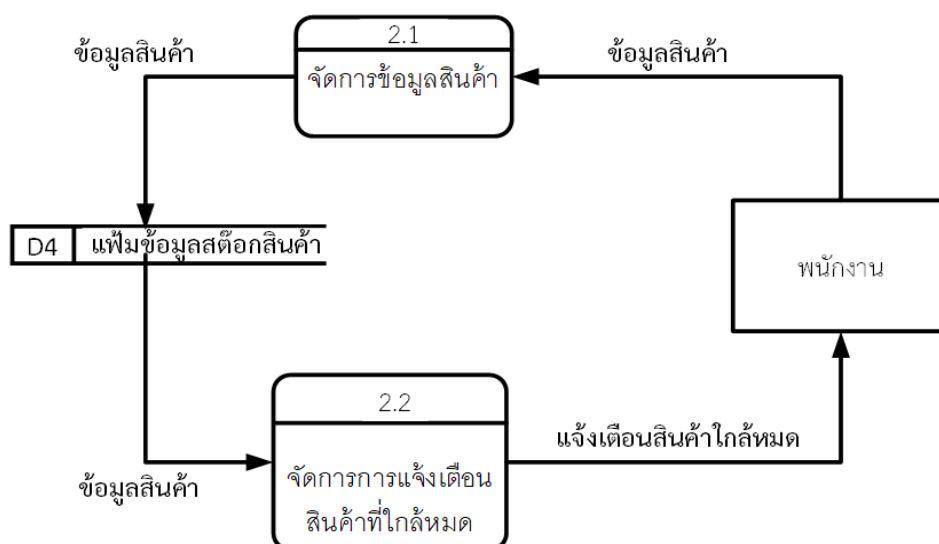 2.1
ข้อมูลสินค้า
จัดการข้อมูลสินค้า
ข้อมูลสินค้า
D4
แฟ้มข้อมูลสต๊อกสินค้า
พนักงาน
2.2
แจ้งเตือนสินค้าใกล้หมด
ข้อมูลสินค้า
จัดการการแจ้งเตือน
สินค้าที่ใกล้หมด